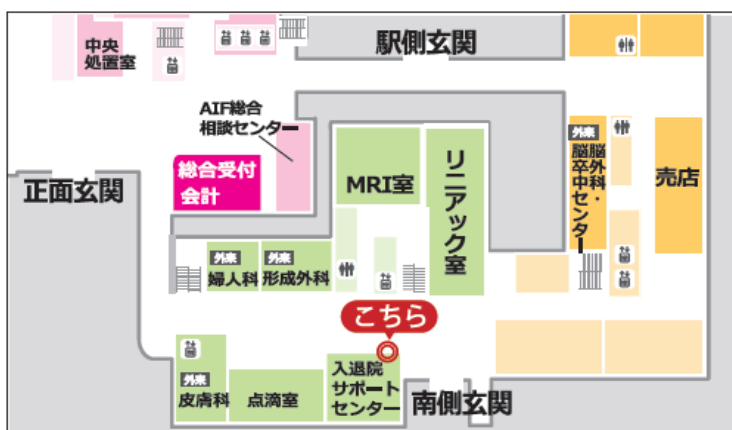 中央
処置室
駅側玄関
AIF総合
相談センター
総合受付
会計
正面玄関
MRI室
リニアック室
外来
脳外科・
脳卒中センター
売店
外来
婦人科
外来
形成外科
こちら
外来
皮膚科
点滴室
入退院
サポート
センター
南側玄関